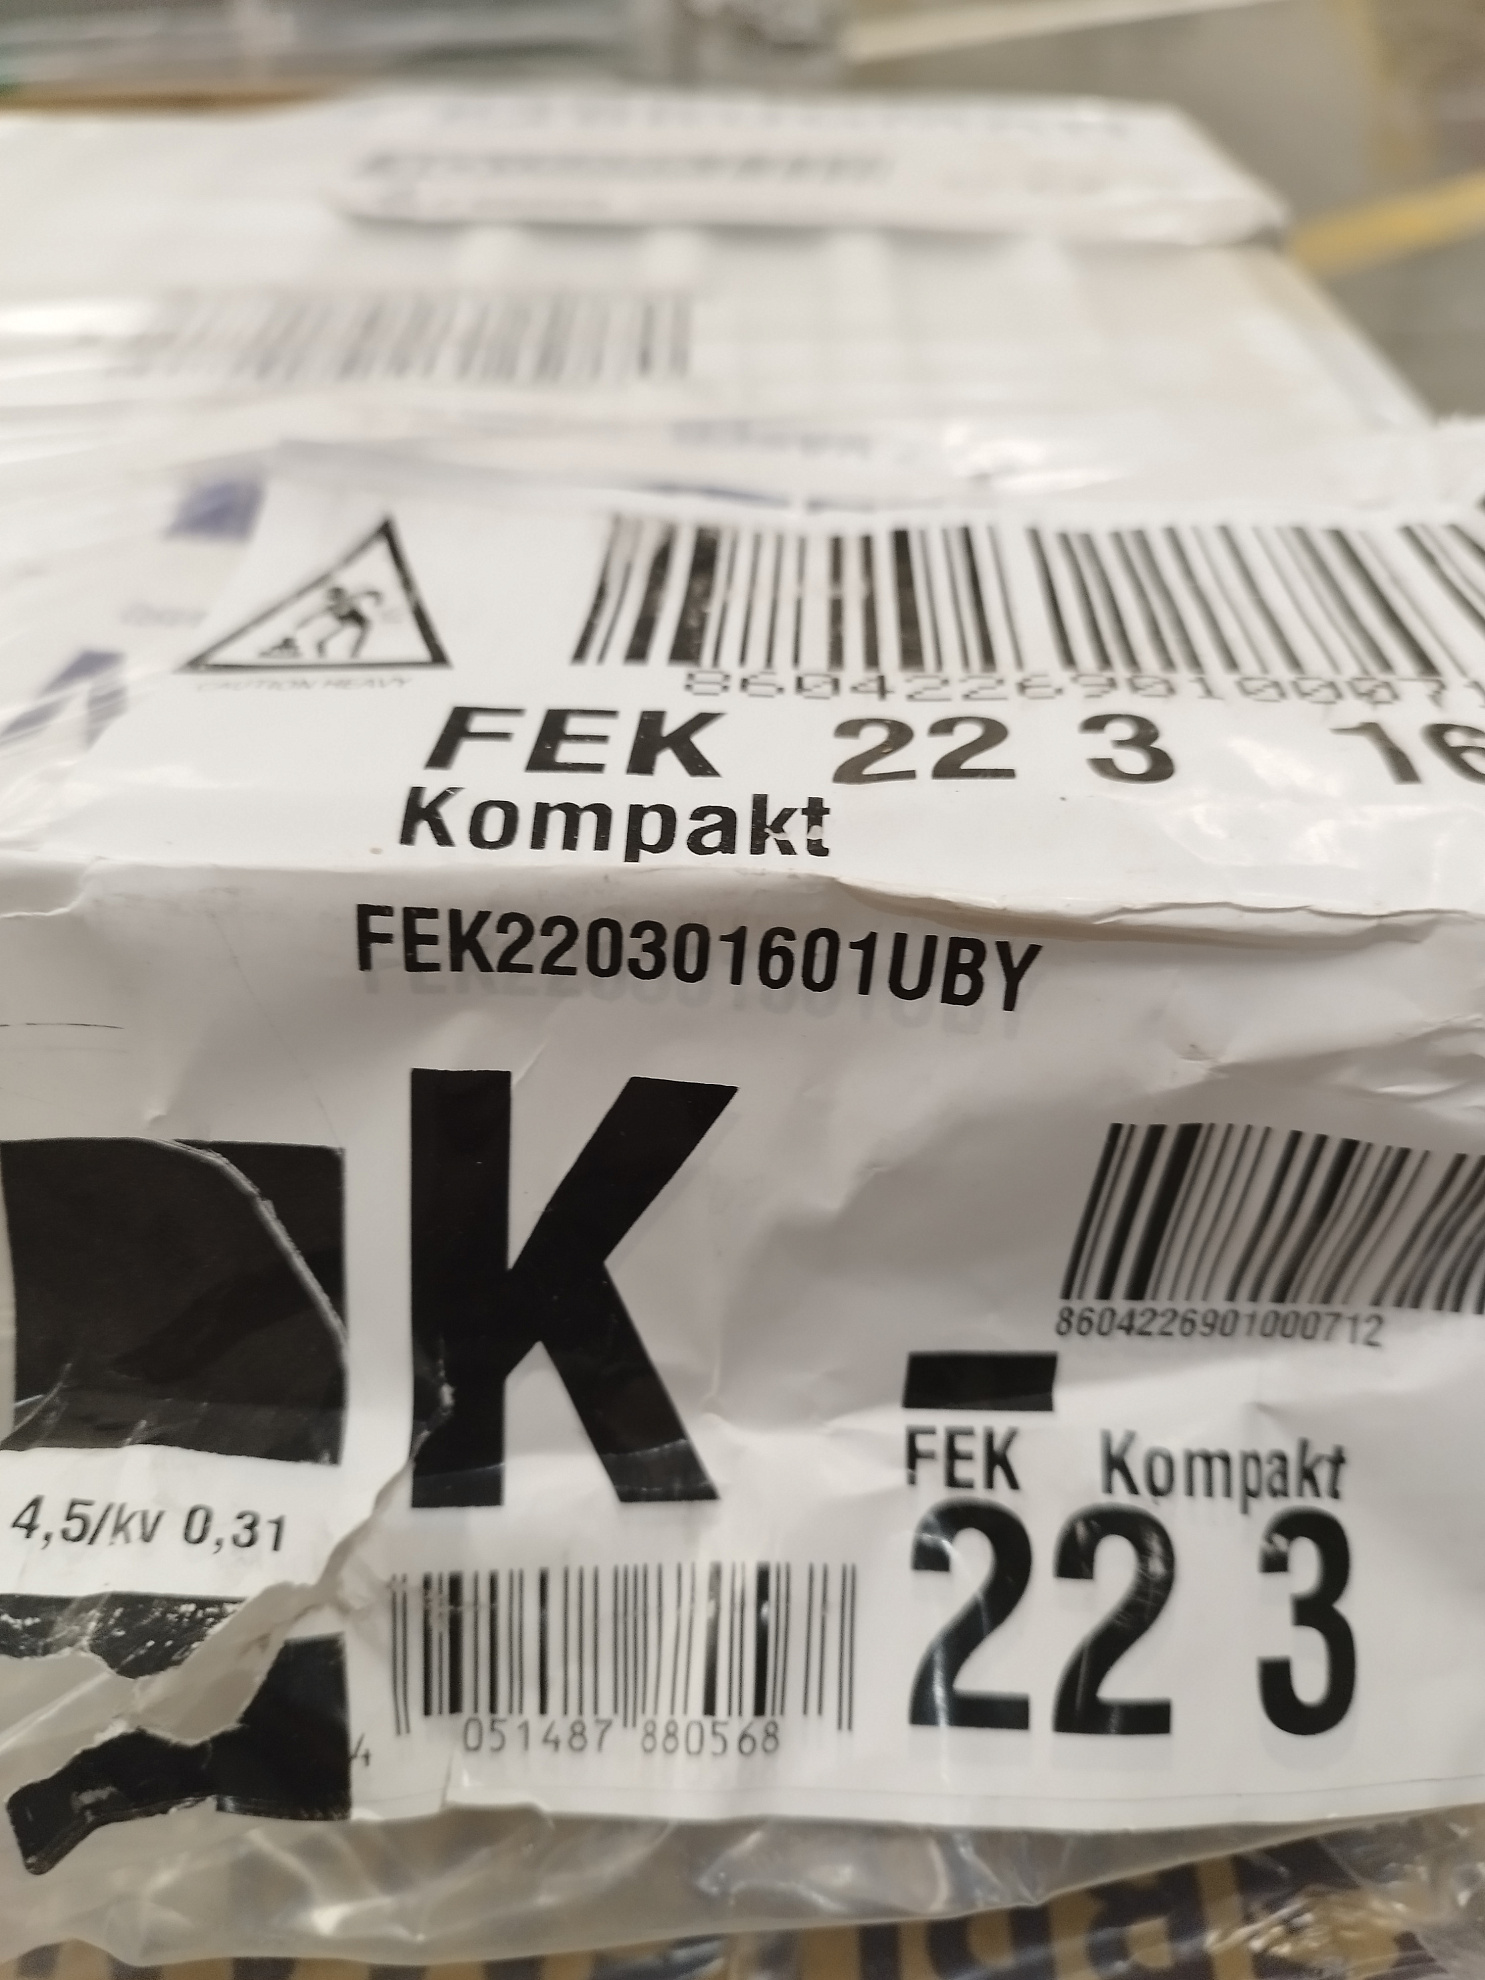 CAUTION HEAVY
FEK 22 3 16
Kompakt
FEK220301601UBY
K
8604226901000712
FEK Kompakt
22 3
4,5/kv 0,31
4 051487 880568